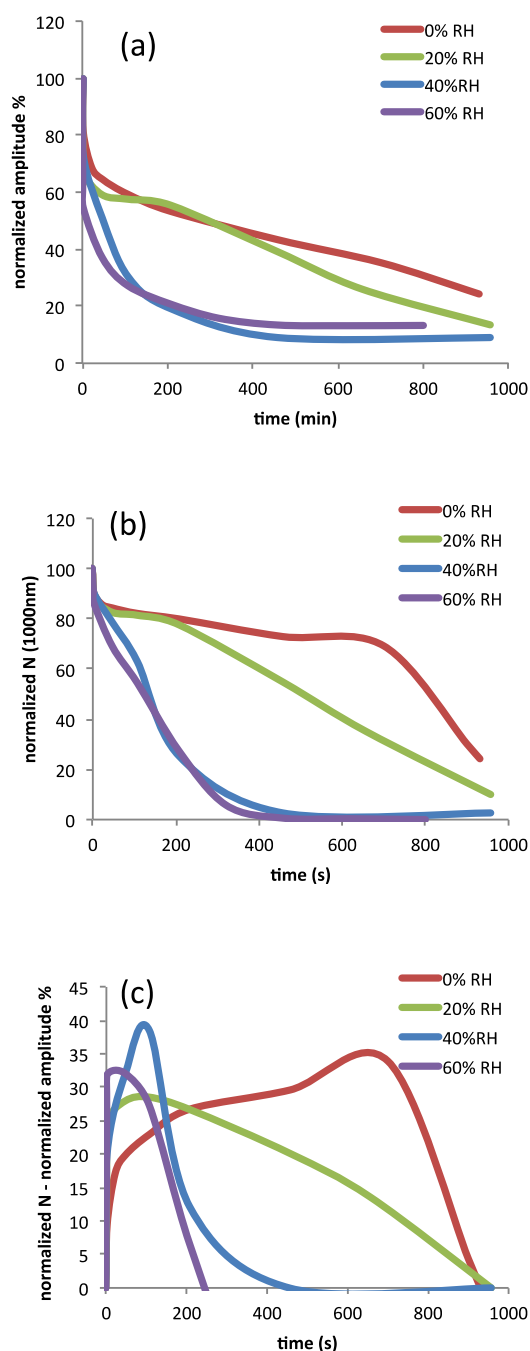 (a)
0% RH
20% RH
40%RH
60% RH
normalized amplitude %
120
100
80
60
40
20
0
0 200 400 600 800 1000
time (min)
(b)
0% RH
20% RH
40%RH
60% RH
normalized N (1000nm)
120
100
80
60
40
20
0
0 200 400 600 800 1000
time (s)
(c)
0% RH
20% RH
40%RH
60% RH
normalized N - normalized amplitude %
45
40
35
30
25
20
15
10
5
0
0 200 400 600 800 1000
time (s)